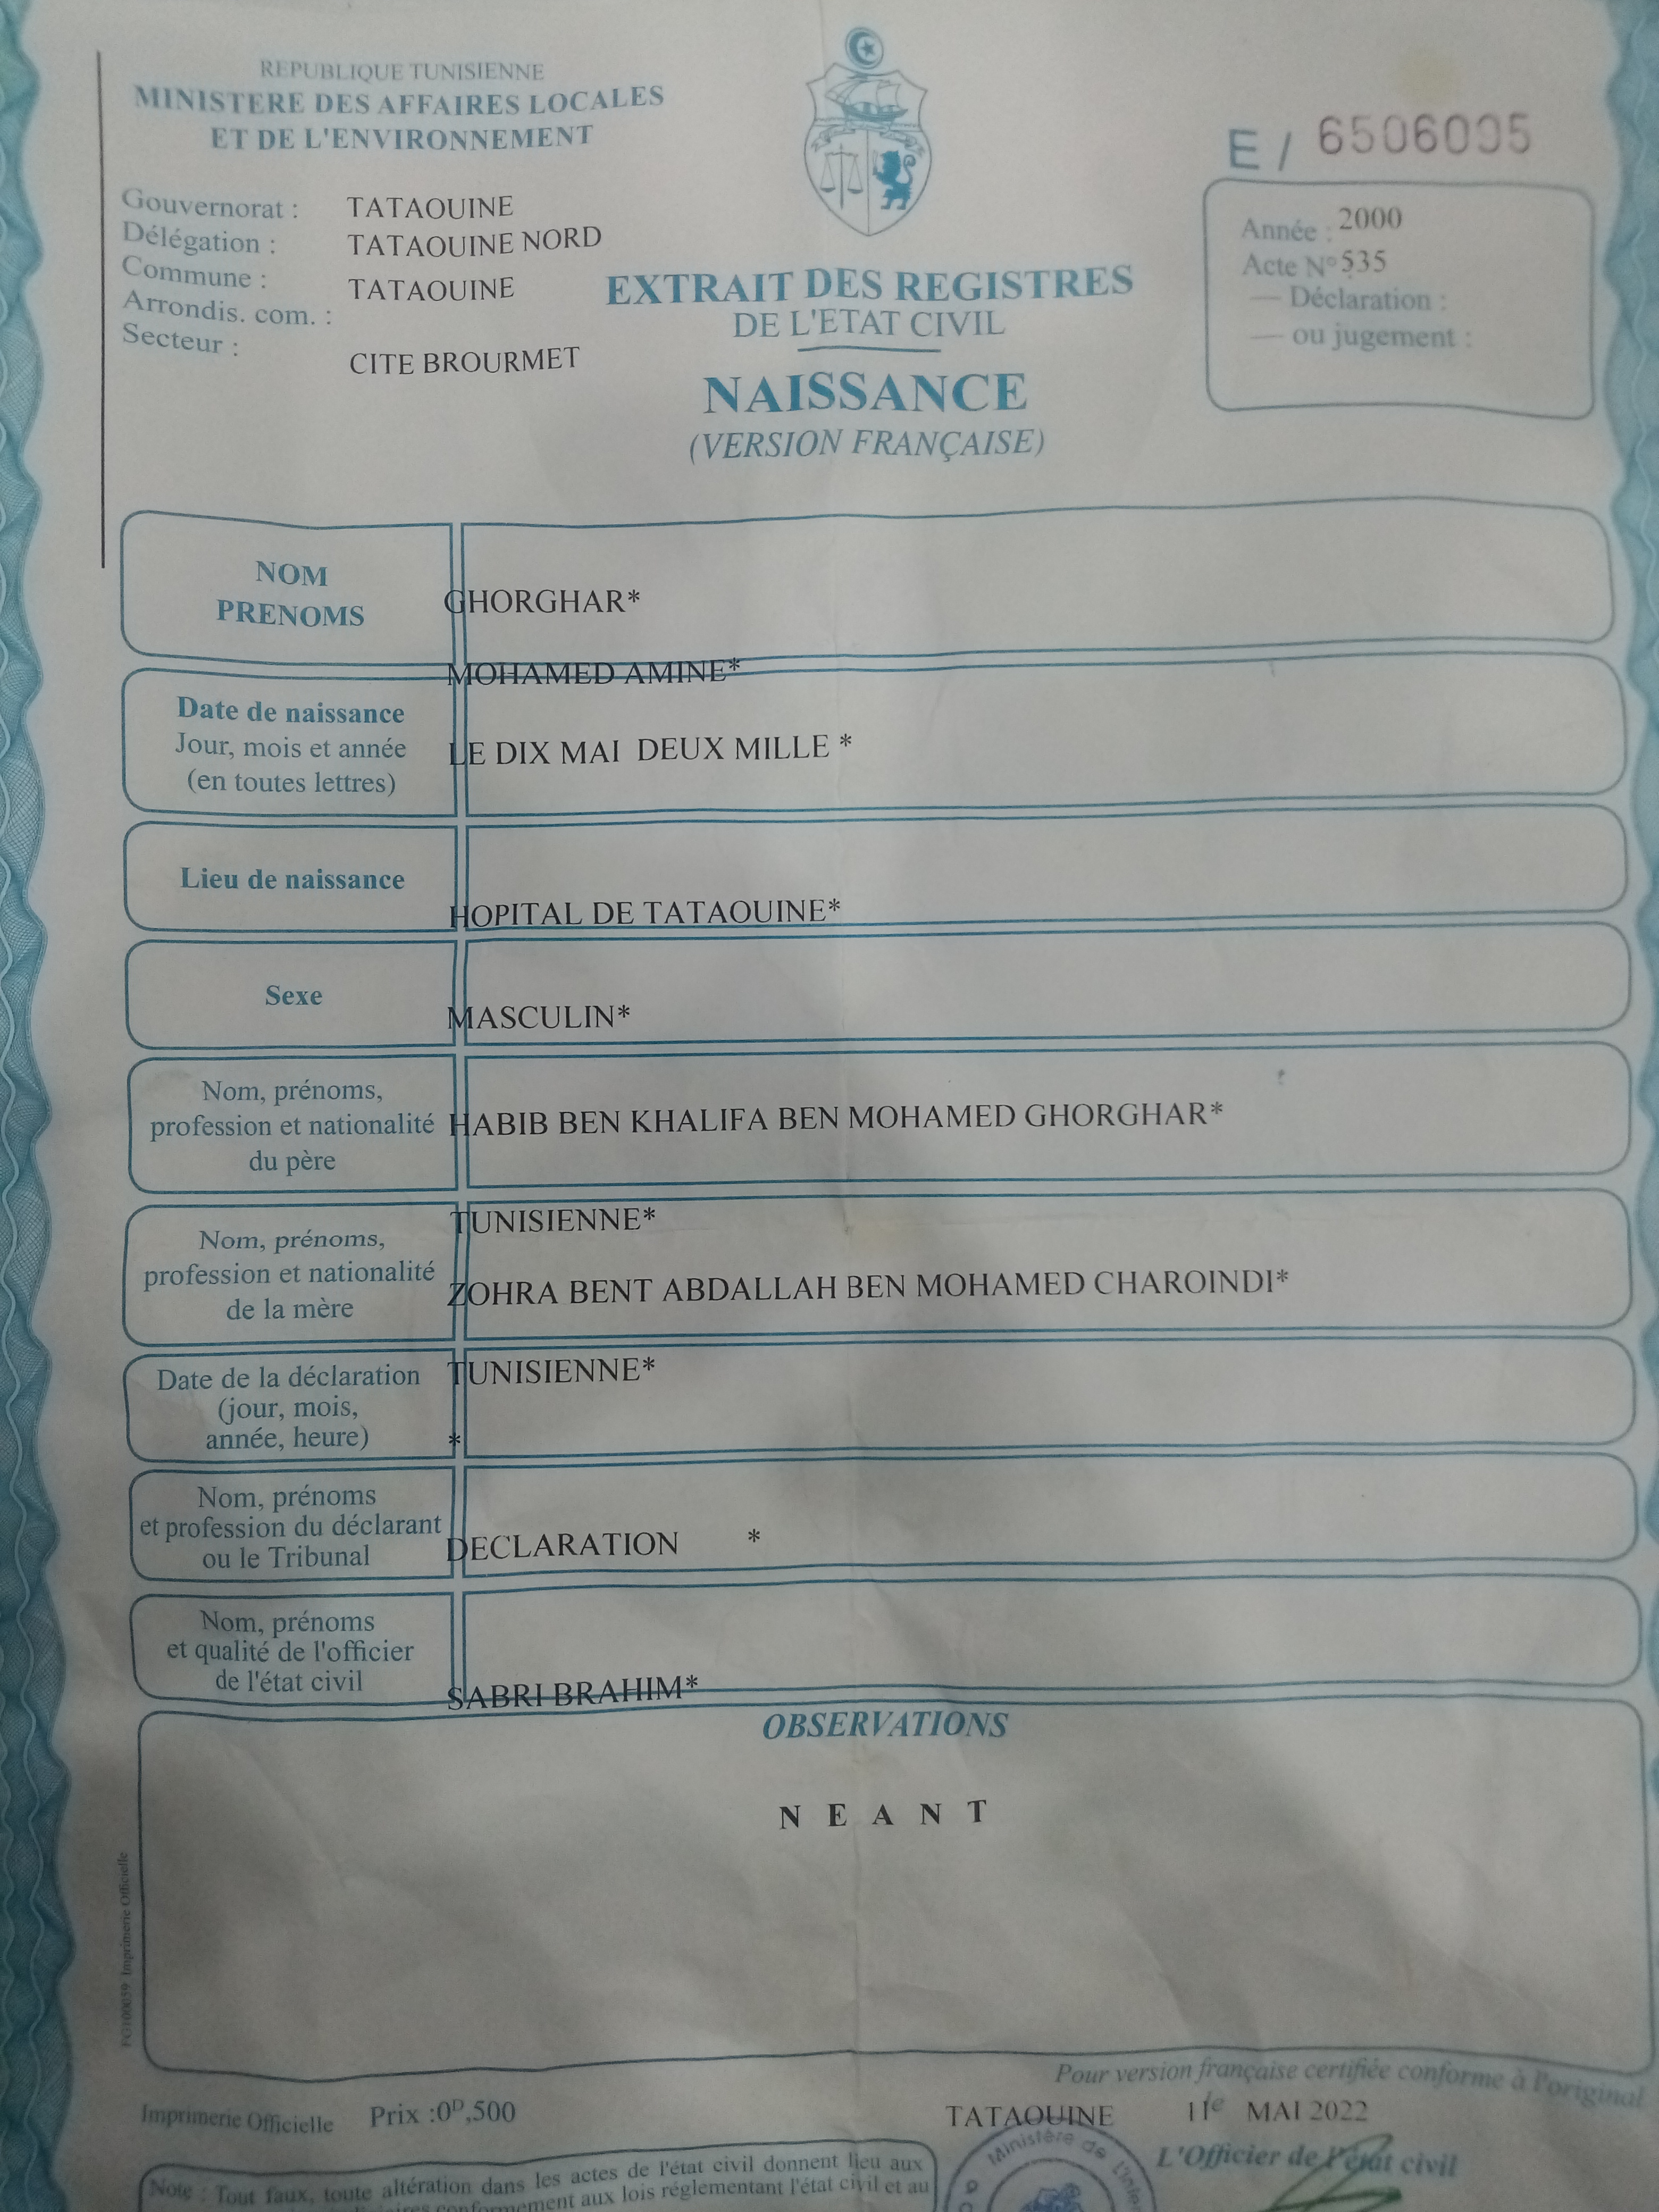 REPUBLIQUE TUNISIENNE
MINISTERE DES AFFAIRES LOCALES
ET DE L'ENVIRONNEMENT
Gouvernorat : TATAOUINE
Délégation : TATAOUINE NORD
Commune : TATAOUINE
Arrondis. com. :
Secteur : CITE BROURMET
E / 6506095
Année : 2000
Acte N° 535
— Déclaration :
— ou jugement :
EXTRAIT DES REGISTRES
DE L'ETAT CIVIL
NAISSANCE
(VERSION FRANÇAISE)
NOM
PRENOMS
GHORGHAR*
MOHAMED AMINE*
Date de naissance
Jour, mois et année
(en toutes lettres)
LE DIX MAI DEUX MILLE *
Lieu de naissance
HOPITAL DE TATAOUINE*
Sexe
MASCULIN*
Nom, prénoms,
profession et nationalité
du père
HABIB BEN KHALIFA BEN MOHAMED GHORGHAR*
TUNISIENNE*
Nom, prénoms,
profession et nationalité
de la mère
ZOHRA BENT ABDALLAH BEN MOHAMED CHAROINDI*
TUNISIENNE*
Date de la déclaration
(jour, mois,
année, heure)
*
Nom, prénoms
et profession du déclarant
ou le Tribunal
DECLARATION *
Nom, prénoms
et qualité de l'officier
de l'état civil
SABRI BRAHIM*
OBSERVATIONS
N E A N T
Imprimerie Officielle
Pour version française certifiée conforme à l'original
Imprimerie Officielle Prix :0ᴰ,500
TATAOUINE 11 le MAI 2022
L'Officier de l'état civil
Ministère de
Note : Tout faux, toute altération dans les actes de l'état civil donnent lieu aux
conformement aux lois réglementant l'état civil et au